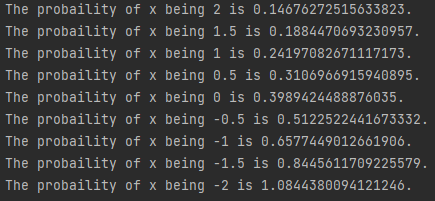 The probaility of x being 2 is 0.14676272515633823.
The probaility of x being 1.5 is 0.1884470693230957.
The probaility of x being 1 is 0.24197082671117173.
The probaility of x being 0.5 is 0.3106966915940895.
The probaility of x being 0 is 0.3989424488876035.
The probaility of x being -0.5 is 0.5122522441673332.
The probaility of x being -1 is 0.6577449012661906.
The probaility of x being -1.5 is 0.8445611709225579.
The probaility of x being -2 is 1.0844380094121246.